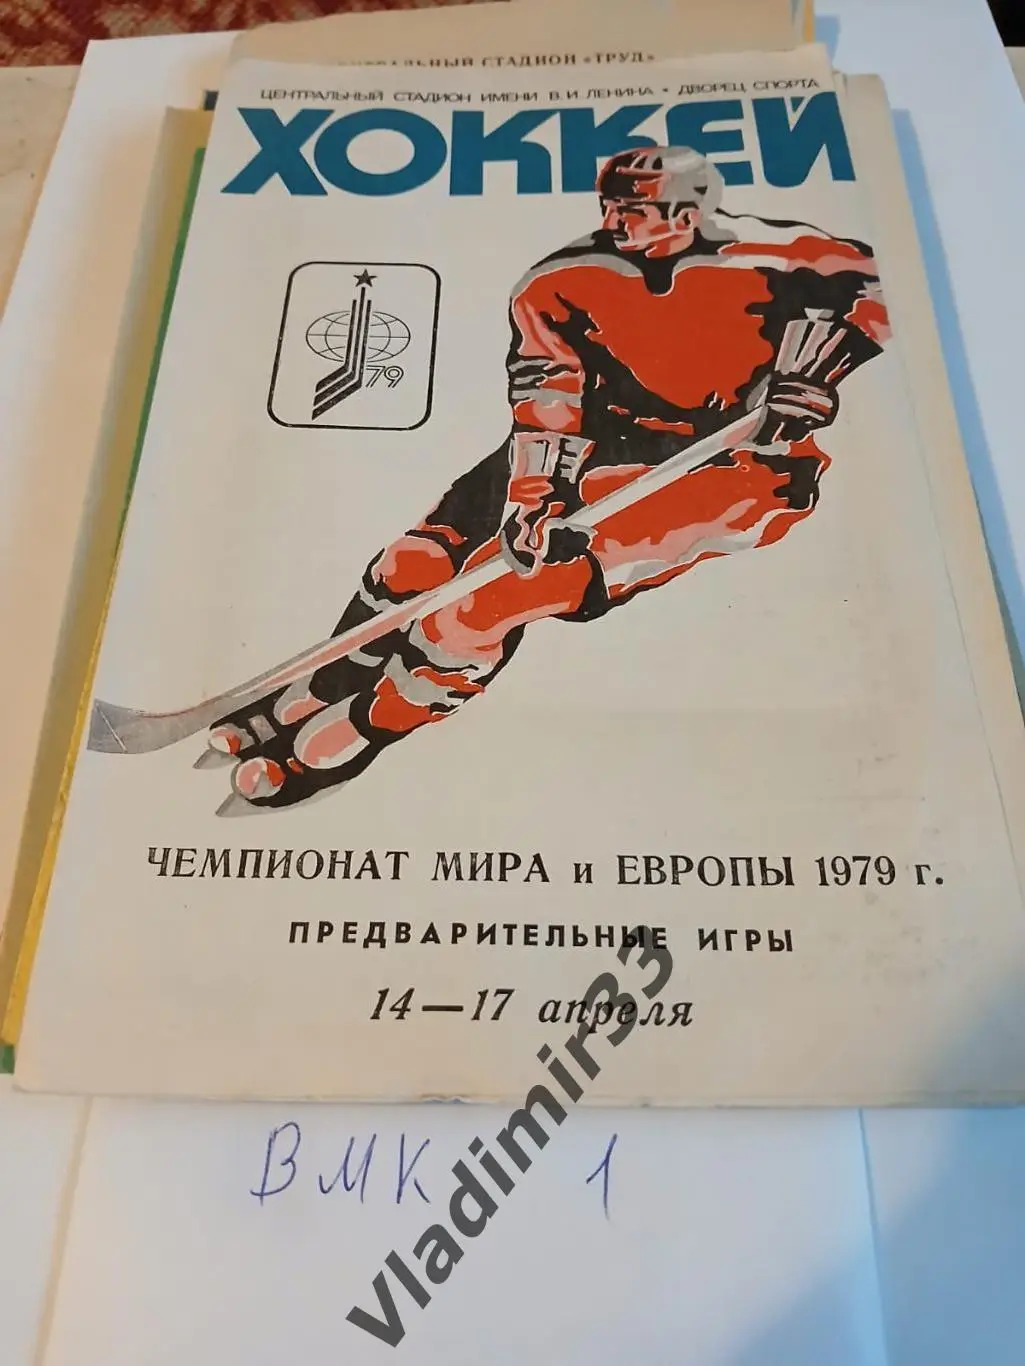 СТАДИОН «ТРУД»
ЦЕНТРАЛЬНЫЙ СТАДИОН ИМЕНИ В. И. ЛЕНИНА • ДВОРЕЦ СПОРТА
ХОККЕЙ
79
ЧЕМПИОНАТ МИРА и ЕВРОПЫ 1979 г.
ПРЕДВАРИТЕЛЬНЫЕ ИГРЫ
14—17 апреля
ВМК 1
Vladimir33